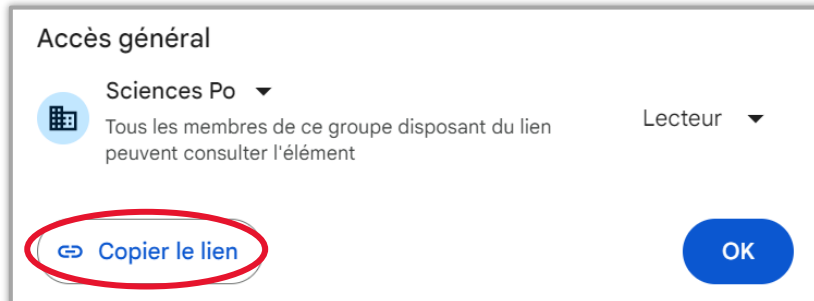 Accès général
Sciences Po
Tous les membres de ce groupe disposant du lien
peuvent consulter l'élément
Lecteur
Copier le lien
OK